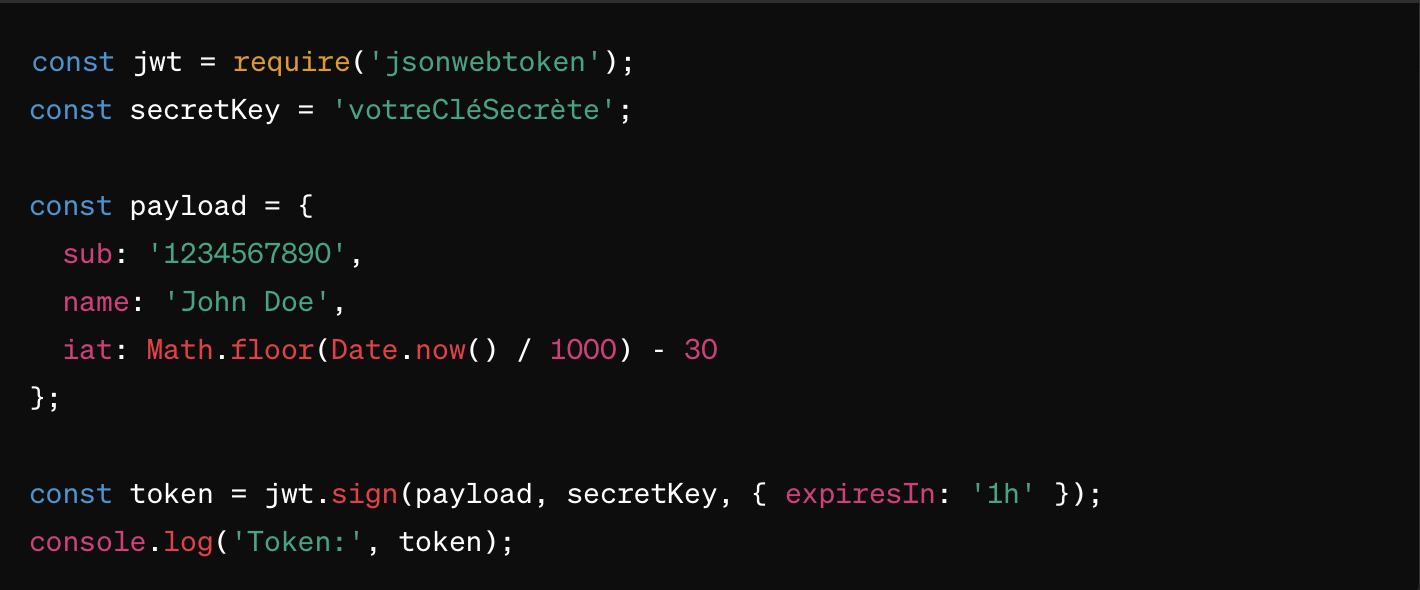 const jwt = require('jsonwebtoken');
const secretKey = 'votreCléSecrète';
const payload = {
  sub: '1234567890',
  name: 'John Doe',
  iat: Math.floor(Date.now() / 1000) - 30
};
const token = jwt.sign(payload, secretKey, { expiresIn: '1h' });
console.log('Token:', token);